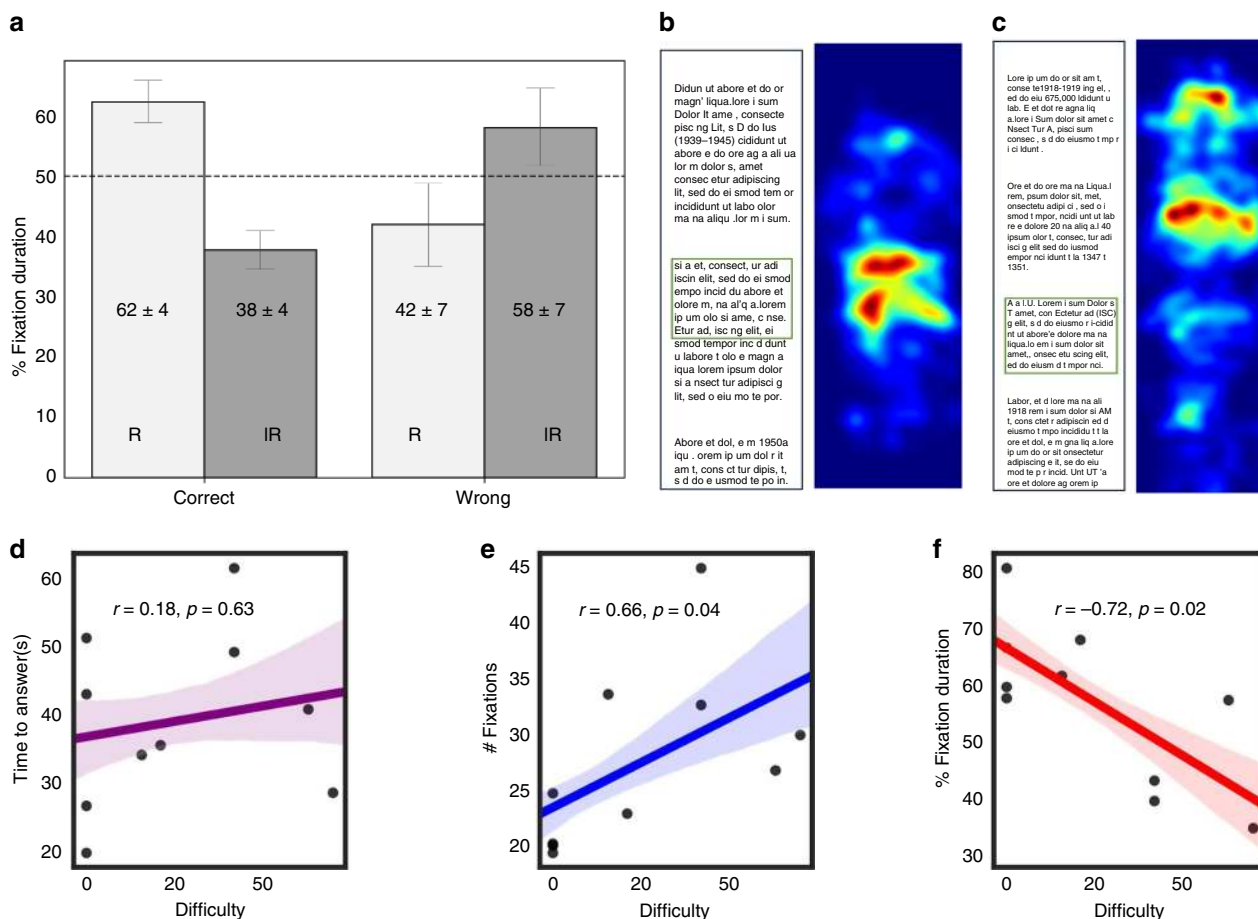 a
% Fixation duration
60
50
40
30
20
10
0
62 ± 4
38 ± 4
42 ± 7
58 ± 7
R
IR
R
IR
Correct
Wrong
b
Didun ut abore et do or
magn' liqua.lore i sum
Dolor It ame , consecte
pisc ng Lit, s D do Ius
(1939–1945) cididunt ut
abore e do ore ag a ali ua
lor m dolor s, amet
consec etur adipiscing
lit, sed do ei smod tem or
incididunt ut labo olor
ma na aliqu .lor m i sum.
si a et, consect, ur adi
iscin elit, sed do ei smod
empo incid du abore et
olore m, na al'q a.lorem
ip um olo si ame, c nse.
Etur ad, isc ng elit, ei
smod tempor inc d dunt
u labore t olo e magn a
iqua lorem ipsum dolor
si a nsect tur adipisci g
lit, sed o eiu mo te por.
Abore et dol, e m 1950a
iqu . orem ip um dol r it
am t, cons ct tur dipis, t,
s d do e usmod te po in.
c
Lore ip um do or sit am t,
conse te1918-1919 ing el, ,
ed do eiu 675,000 ldidunt u
lab. E et dot re agna liq
a.lore i Sum dolor sit amet c
Nsect Tur A, pisci sum
consec , s d do eiusmo t mp r
i ci ldunt .
Ore et do ore ma na Liqua.l
rem, psum dolor sit, met,
onsectetu adipi ci , sed o i
smod t mpor, ncidi unt ut lab
re e dolore 20 na aliq a.l 40
ipsum olor t, consec, tur adi
isci g elit sed do iusmod
empor nci idunt t la 1347 t
1351.
A a l.U. Lorem i sum Dolor s
T amet, con Ectetur ad (ISC)
g elit, s d do eiusmo r i-cidid
nt ut abore'e dolore ma na
liqua.lo em i sum dolor sit
amet,, onsec etu scing elit,
ed do eiusm d t mpor nci.
Labor, et d lore ma na ali
1918 rem i sum dolor si AM
t, cons ctet r adipiscin ed d
eiusmo t mpo incididu t t la
ore et dol, e m gna liq a.lore
ip um do or sit onsectetur
adipiscing e it, se do eiu
mod te p r incid. Unt UT 'a
ore et dolore ag orem ip
d
Time to answer(s)
60
50
40
30
20
r = 0.18, p = 0.63
0
20
50
Difficulty
e
# Fixations
45
40
35
30
25
20
r = 0.66, p = 0.04
0
20
50
Difficulty
f
% Fixation duration
80
70
60
50
40
30
r = –0.72, p = 0.02
0
20
50
Difficulty